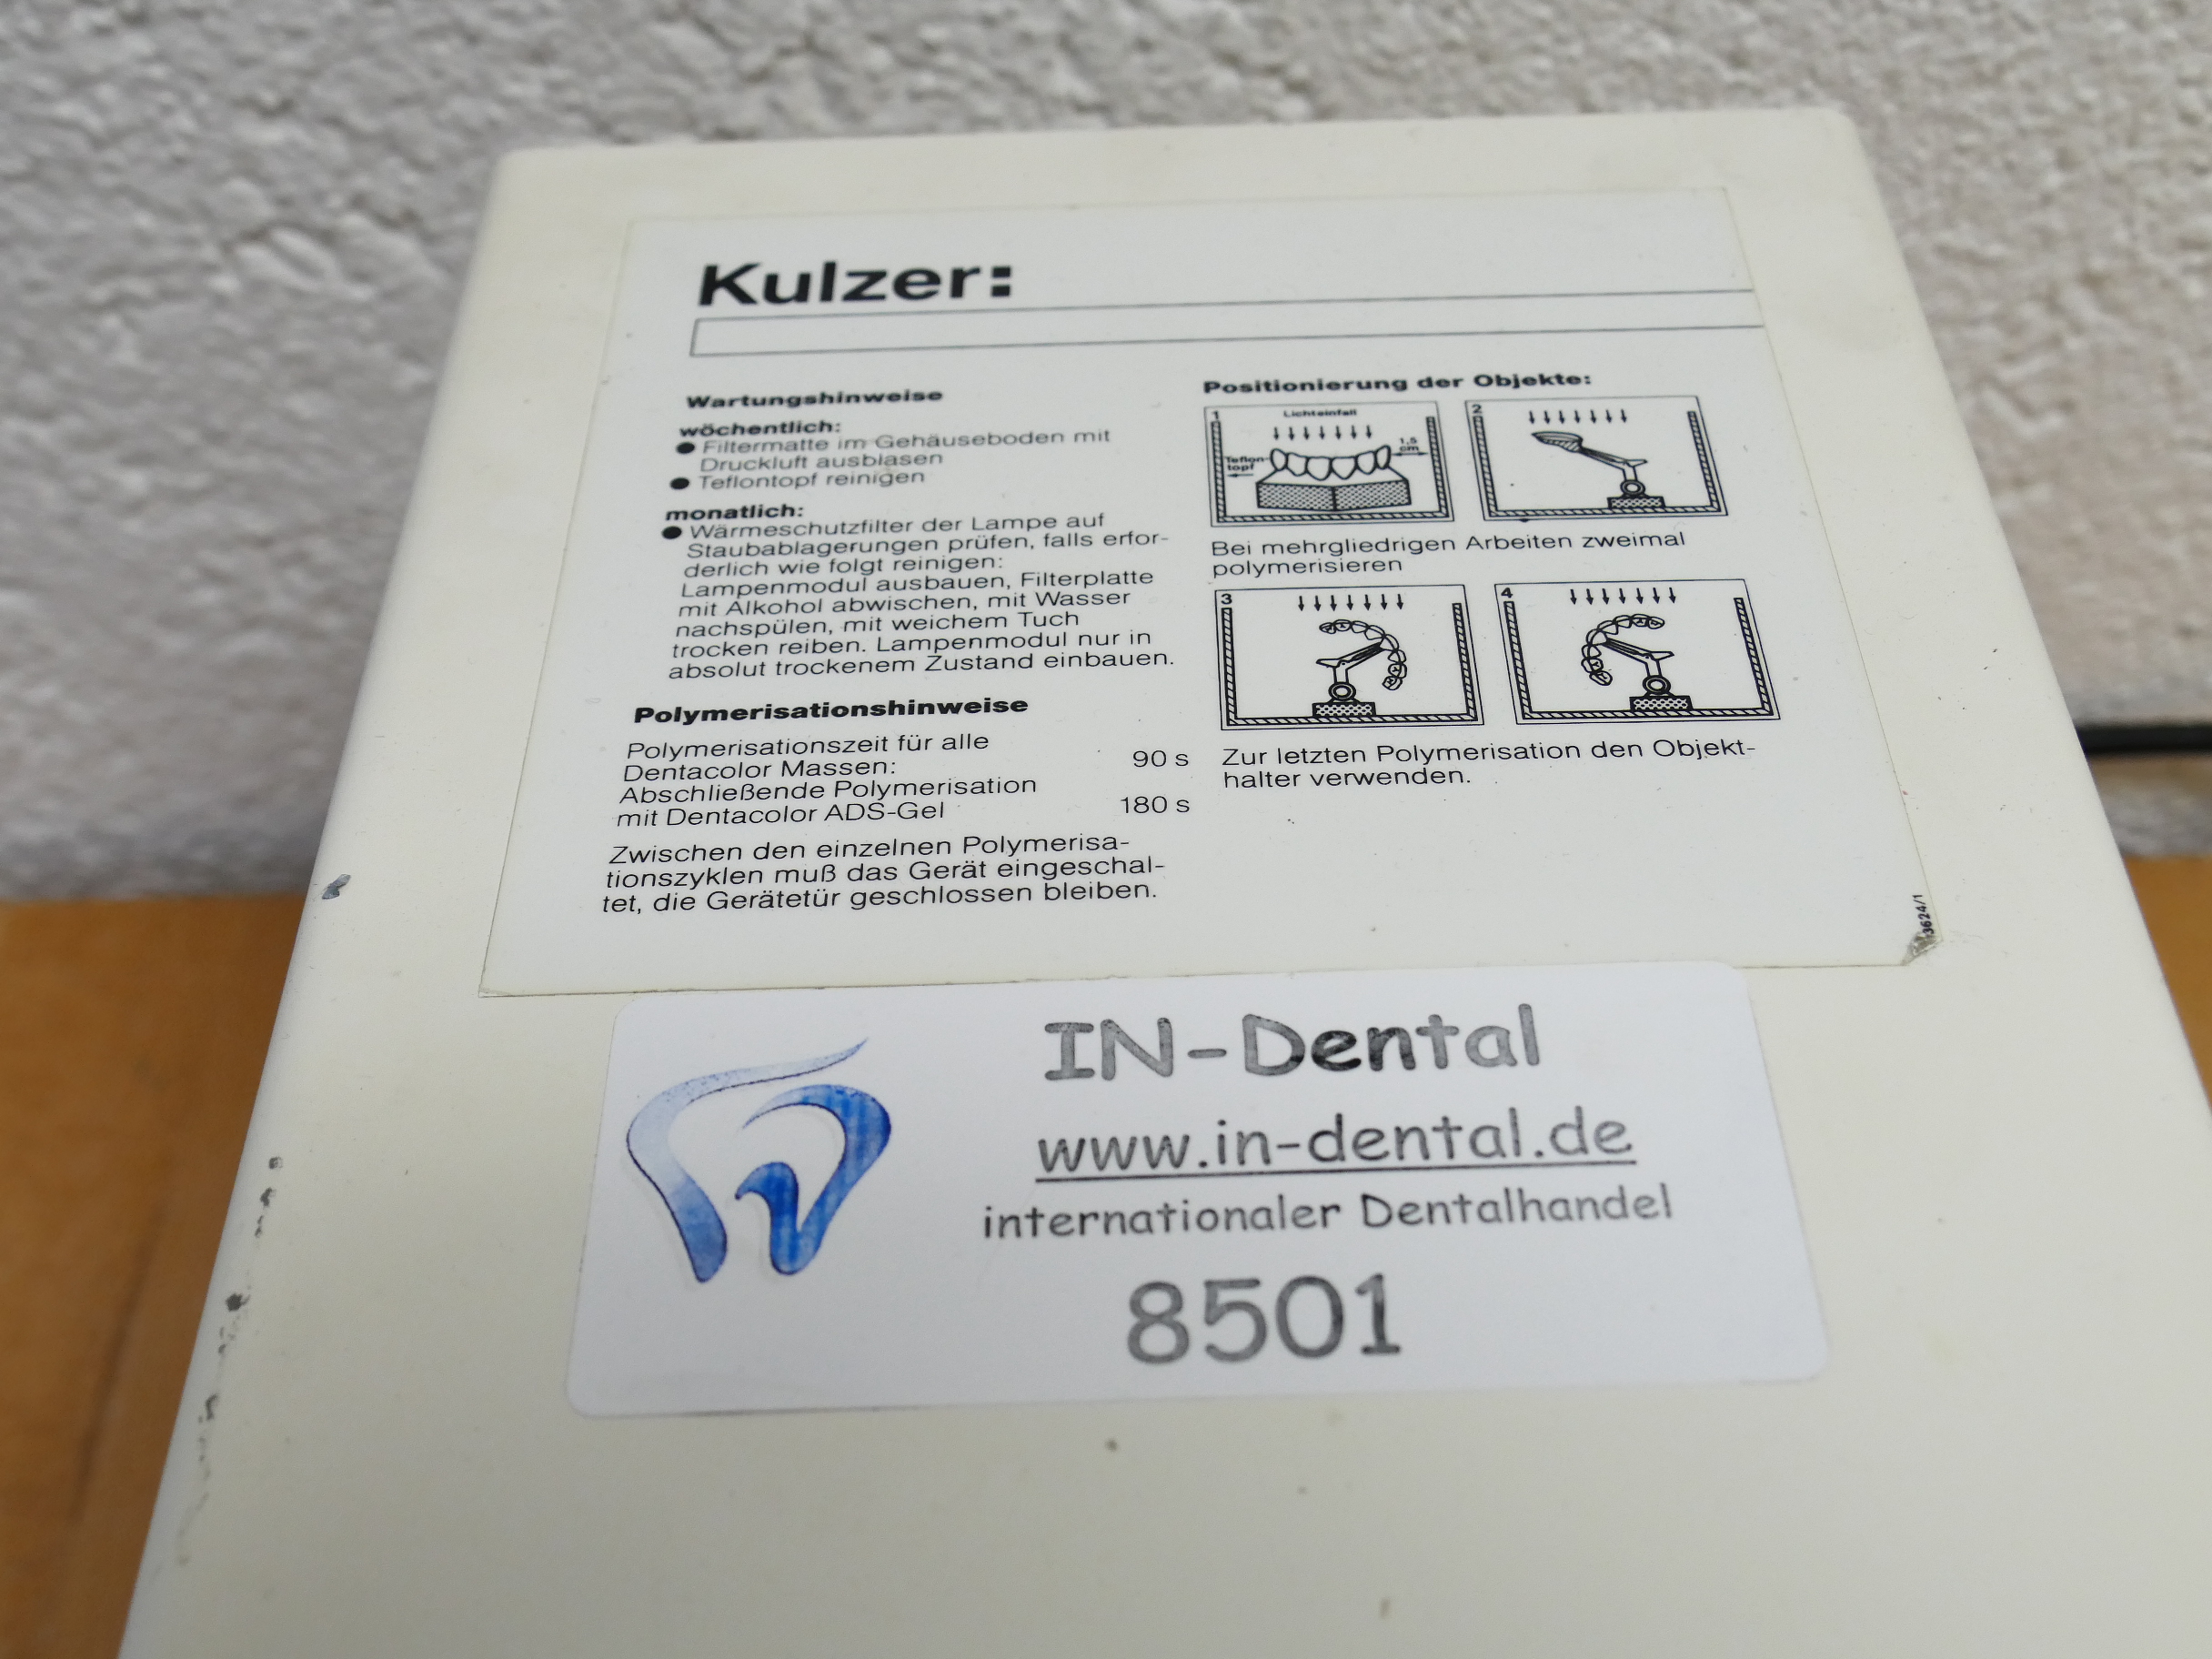 Kulzer:
Wartungshinweise
wöchentlich:
● Filtermatte im Gehäuseboden mit
Druckluft ausblasen
● Teflontopf reinigen
monatlich:
● Wärmeschutzfilter der Lampe auf
Staubablagerungen prüfen, falls erfor-
derlich wie folgt reinigen:
Lampenmodul ausbauen, Filterplatte
mit Alkohol abwischen, mit Wasser
nachspülen, mit weichem Tuch
trocken reiben. Lampenmodul nur in
absolut trockenem Zustand einbauen.
Polymerisationshinweise
Polymerisationszeit für alle
Dentacolor Massen: 90 s
Abschließende Polymerisation
mit Dentacolor ADS-Gel 180 s
Zwischen den einzelnen Polymerisa-
tionszyklen muß das Gerät eingeschal-
tet, die Gerätetür geschlossen bleiben.
Positionierung der Objekte:
1 Lichteinfall
Teflon-
topf
1,5
cm
2
Bei mehrgliedrigen Arbeiten zweimal
polymerisieren
3
4
Zur letzten Polymerisation den Objekt-
halter verwenden.
3624/1
IN-Dental
www.in-dental.de
internationaler Dentalhandel
8501